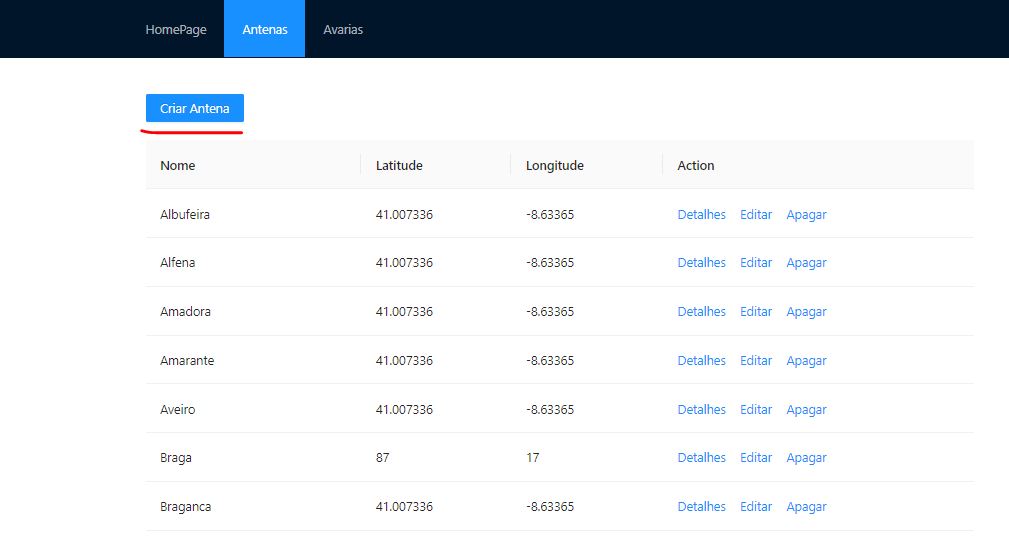 HomePage Antenas Avarias
Criar Antena
Nome Latitude Longitude Action
Albufeira 41.007336 -8.63365 Detalhes Editar Apagar
Alfena 41.007336 -8.63365 Detalhes Editar Apagar
Amadora 41.007336 -8.63365 Detalhes Editar Apagar
Amarante 41.007336 -8.63365 Detalhes Editar Apagar
Aveiro 41.007336 -8.63365 Detalhes Editar Apagar
Braga 87 17 Detalhes Editar Apagar
Braganca 41.007336 -8.63365 Detalhes Editar Apagar